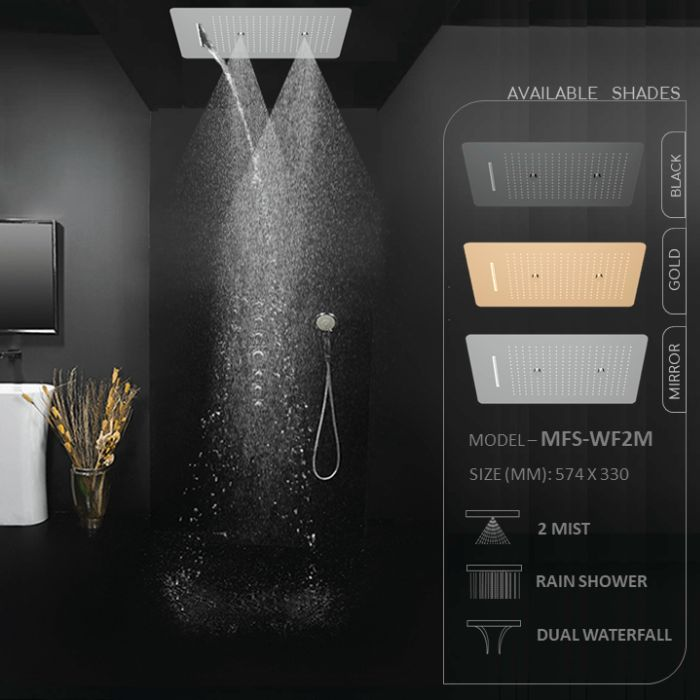 AVAILABLE SHADES
BLACK
GOLD
MIRROR
MODEL – MFS-WF2M
SIZE (MM): 574 X 330
2 MIST
RAIN SHOWER
DUAL WATERFALL